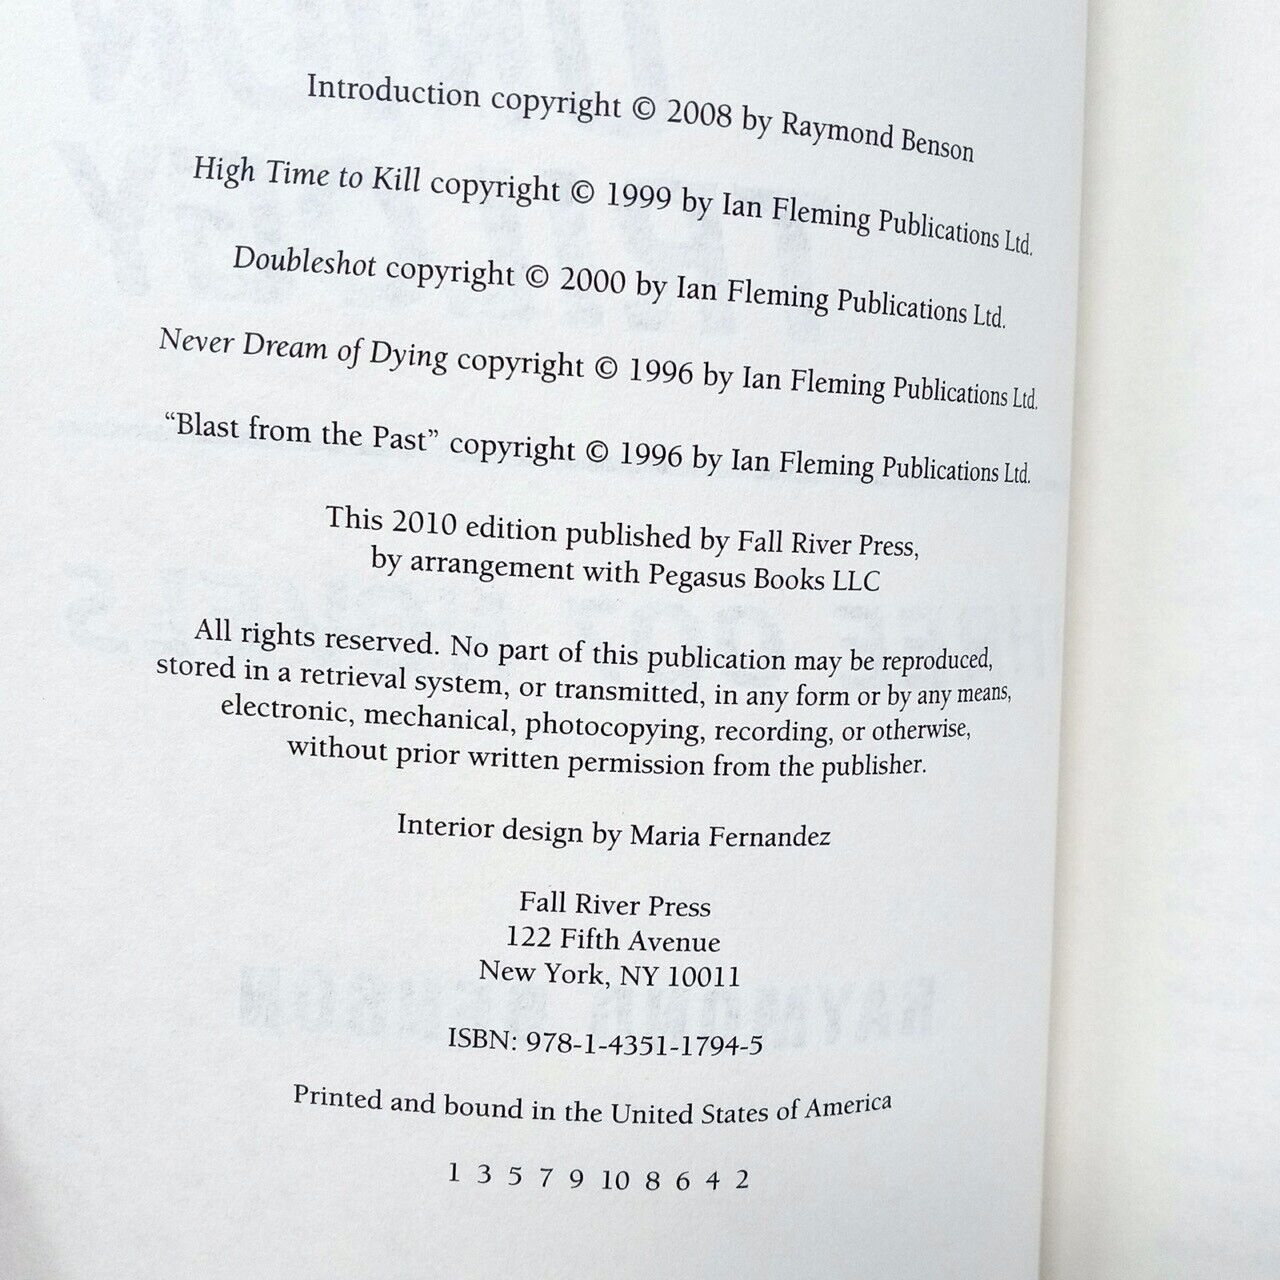 Introduction copyright © 2008 by Raymond Benson
High Time to Kill copyright © 1999 by Ian Fleming Publications Ltd.
Doubleshot copyright © 2000 by Ian Fleming Publications Ltd.
Never Dream of Dying copyright © 1996 by Ian Fleming Publications Ltd.
“Blast from the Past” copyright © 1996 by Ian Fleming Publications Ltd.
This 2010 edition published by Fall River Press,
by arrangement with Pegasus Books LLC
All rights reserved. No part of this publication may be reproduced,
stored in a retrieval system, or transmitted, in any form or by any means,
electronic, mechanical, photocopying, recording, or otherwise,
without prior written permission from the publisher.
Interior design by Maria Fernandez
Fall River Press
122 Fifth Avenue
New York, NY 10011
ISBN: 978-1-4351-1794-5
Printed and bound in the United States of America
1 3 5 7 9 10 8 6 4 2